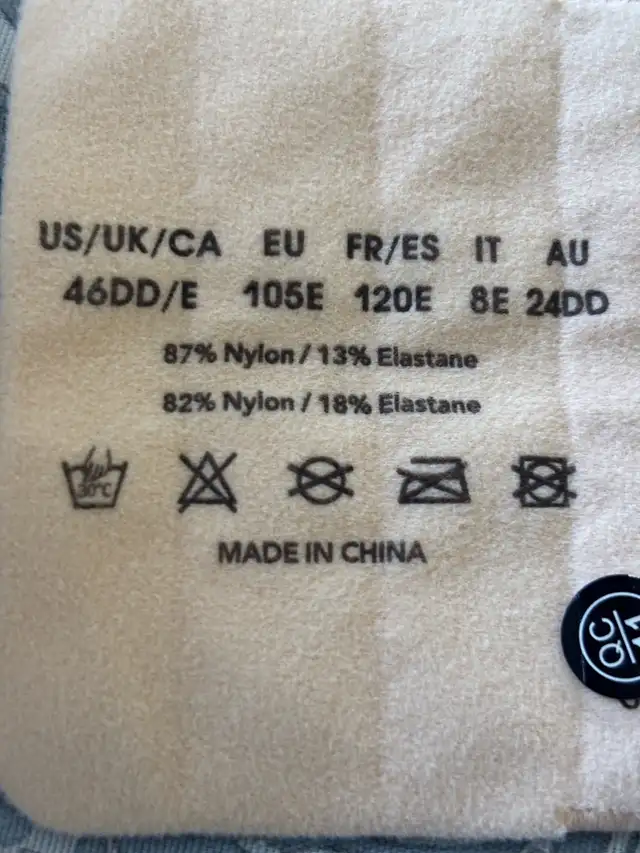 US/UK/CA EU FR/ES IT AU
46DD/E 105E 120E 8E 24DD
87% Nylon / 13% Elastane
82% Nylon / 18% Elastane
30°C
MADE IN CHINA
QC